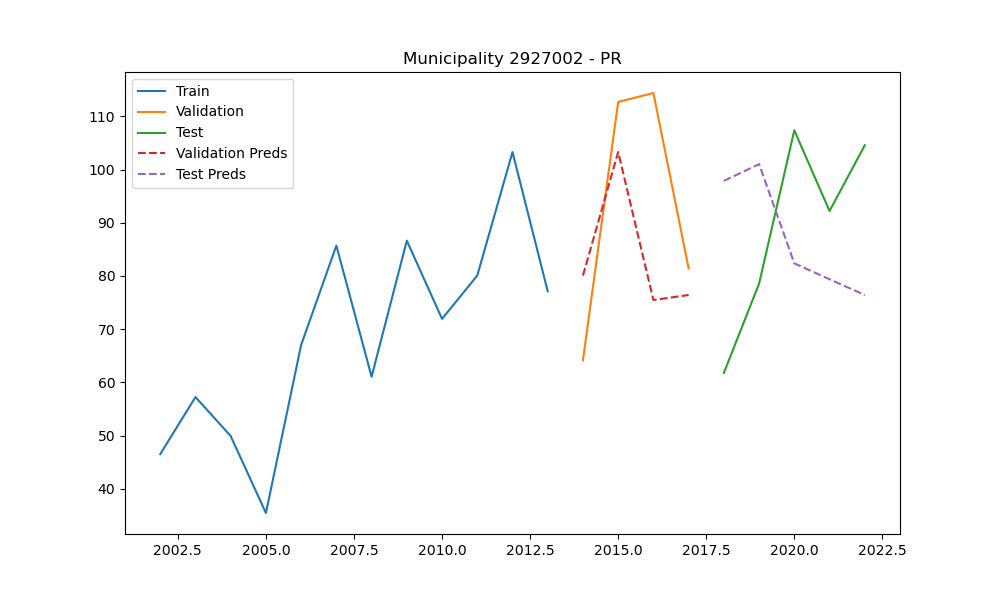 Municipality 2927002 - PR
Train
Validation
Test
Validation Preds
Test Preds
110
100
90
80
70
60
50
40
2002.5 2005.0 2007.5 2010.0 2012.5 2015.0 2017.5 2020.0 2022.5